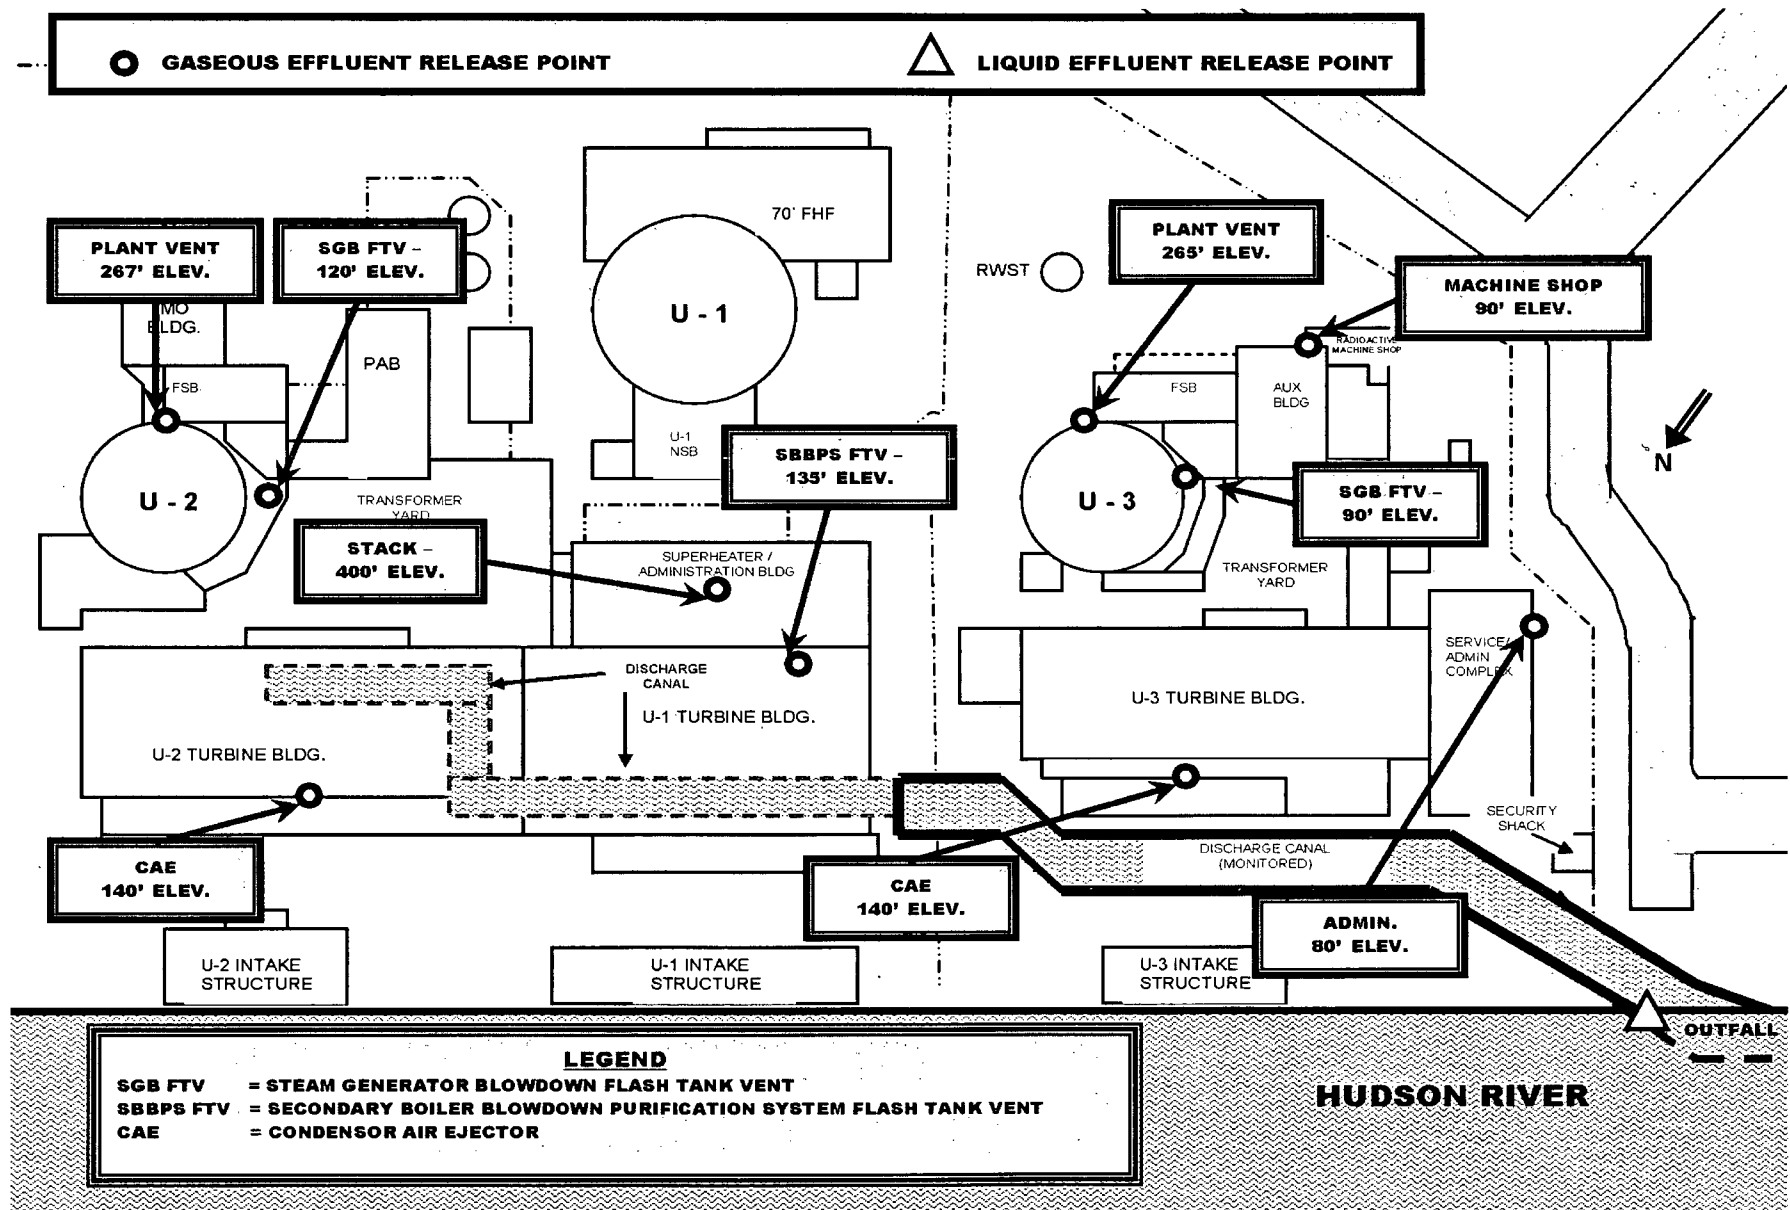 GASEOUS EFFLUENT RELEASE POINT
LIQUID EFFLUENT RELEASE POINT
70' FHF
PLANT VENT
267' ELEV.
SGB FTV –
120' ELEV.
PLANT VENT
265' ELEV.
RWST
MACHINE SHOP
90' ELEV.
MO
BLDG.
U - 1
RADIOACTIVE
MACHINE SHOP
PAB
FSB
FSB
AUX
BLDG
U-1
NSB
SBBPS FTV –
135' ELEV.
N
U - 2
TRANSFORMER
YARD
U - 3
SGB FTV –
90' ELEV.
STACK –
400' ELEV.
SUPERHEATER /
ADMINISTRATION BLDG
TRANSFORMER
YARD
SERVICE/
ADMIN
COMPLEX
DISCHARGE
CANAL
U-1 TURBINE BLDG.
U-3 TURBINE BLDG.
U-2 TURBINE BLDG.
SECURITY
SHACK
DISCHARGE CANAL
(MONITORED)
CAE
140' ELEV.
CAE
140' ELEV.
ADMIN.
80' ELEV.
U-2 INTAKE
STRUCTURE
U-1 INTAKE
STRUCTURE
U-3 INTAKE
STRUCTURE
OUTFALL
LEGEND
SGB FTV = STEAM GENERATOR BLOWDOWN FLASH TANK VENT
SBBPS FTV = SECONDARY BOILER BLOWDOWN PURIFICATION SYSTEM FLASH TANK VENT
CAE = CONDENSOR AIR EJECTOR
HUDSON RIVER